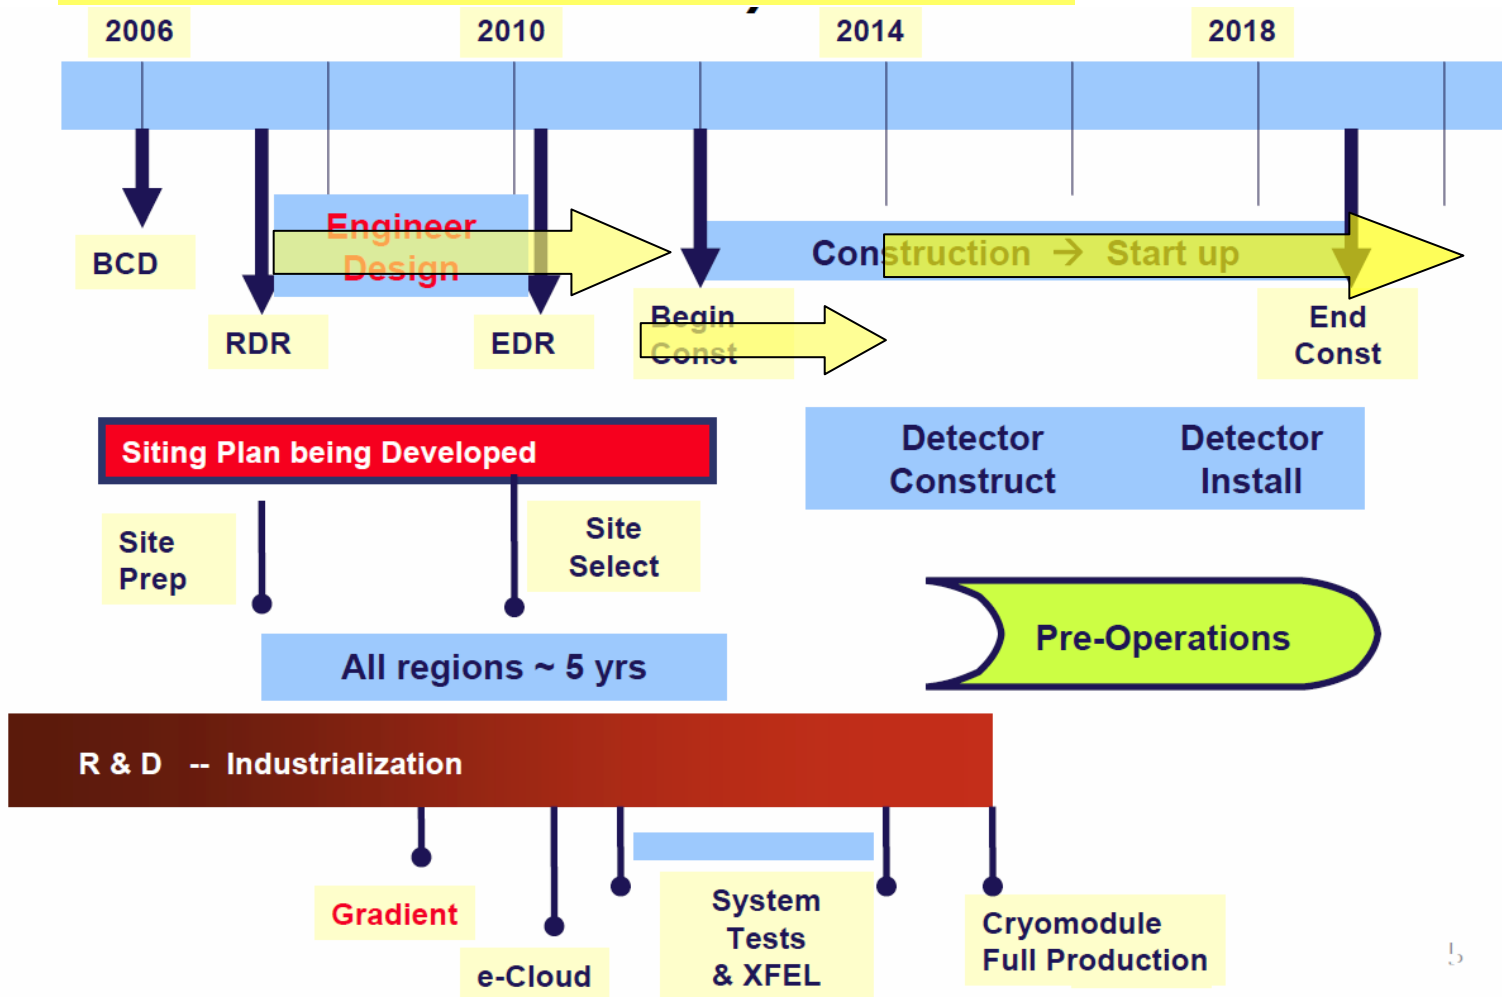 2006
2010
2014
2018
Engineer
Design
Construction → Start up
BCD
RDR
EDR
Begin
Const
End
Const
Siting Plan being Developed
Detector
Construct
Detector
Install
Site
Prep
Site
Select
Pre-Operations
All regions ~ 5 yrs
R & D -- Industrialization
Gradient
e-Cloud
System
Tests
& XFEL
Cryomodule
Full Production